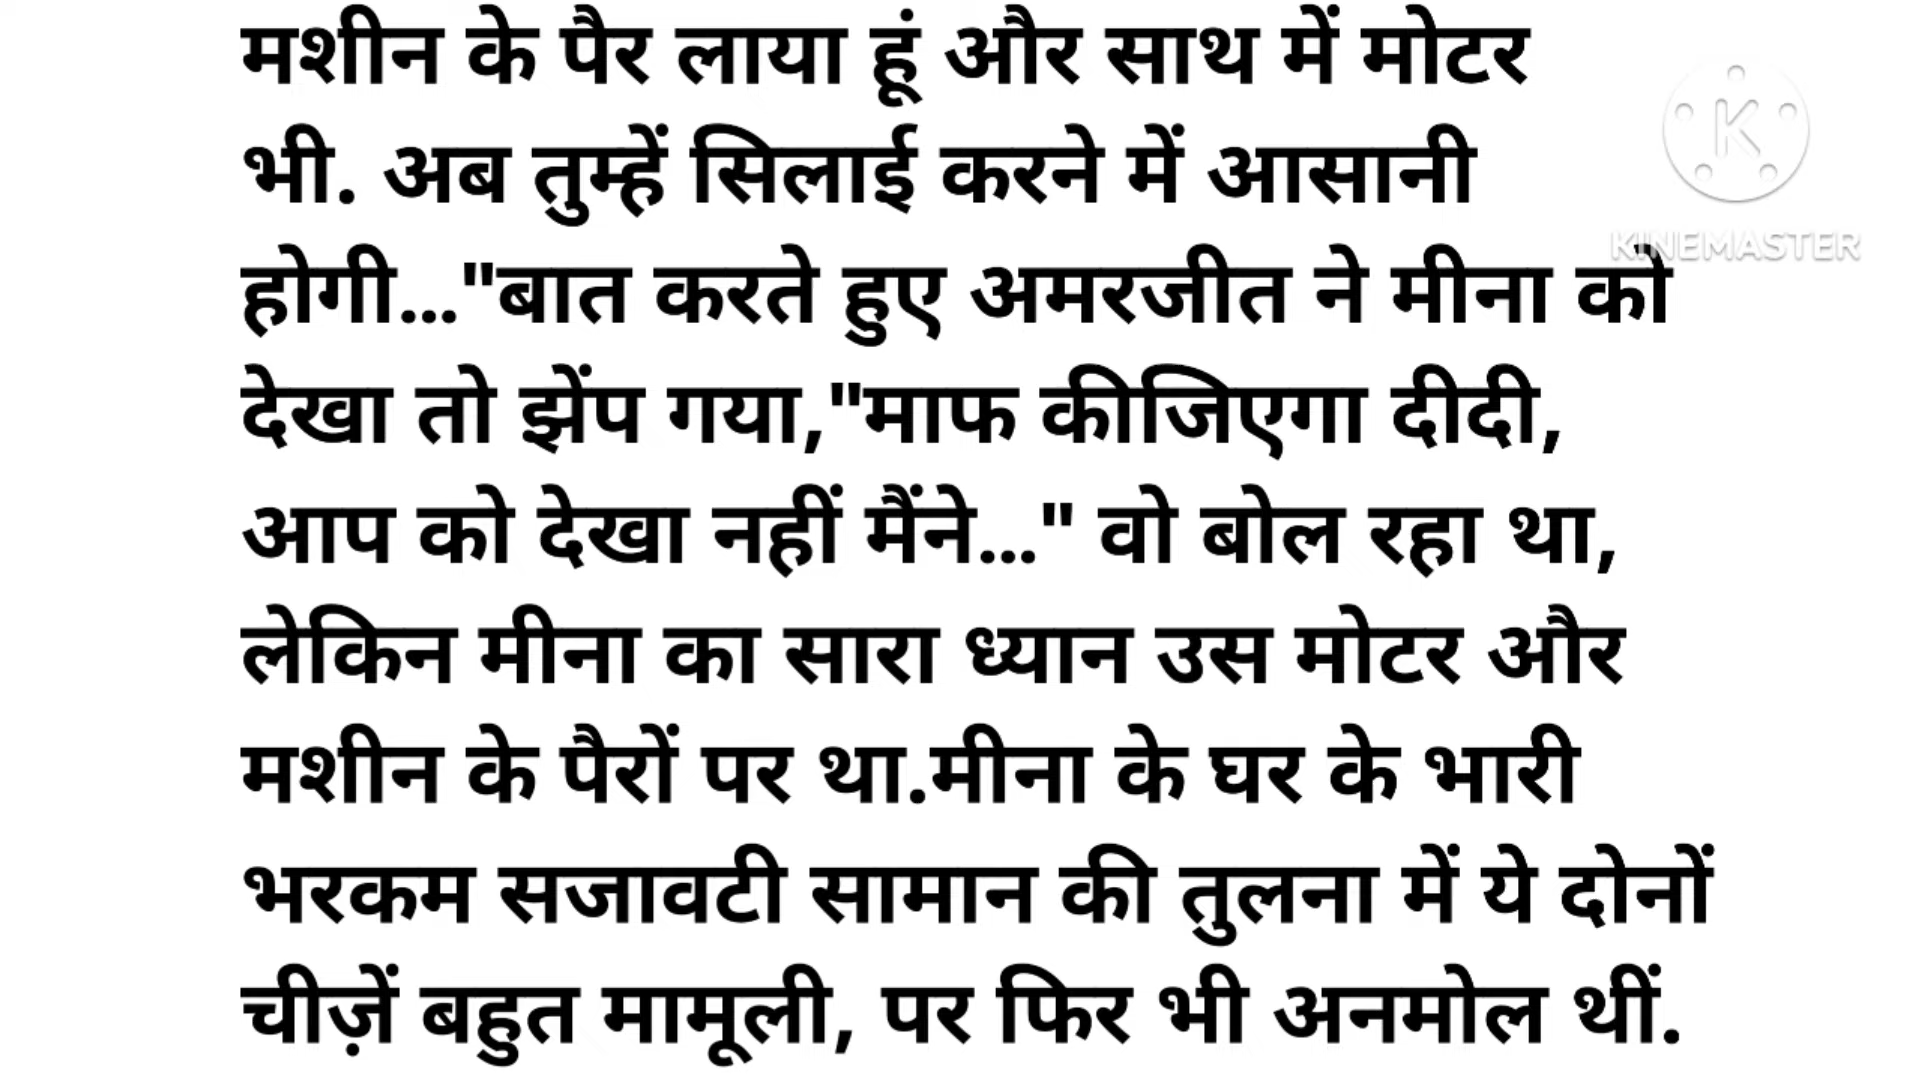 मशीन के पैर लाया हूं और साथ में मोटर
भी. अब तुम्हें सिलाई करने में आसानी
होगी..."बात करते हुए अमरजीत ने मीना को
देखा तो झेंप गया,"माफ कीजिएगा दीदी,
आप को देखा नहीं मैंने..." वो बोल रहा था,
लेकिन मीना का सारा ध्यान उस मोटर और
मशीन के पैरों पर था.मीना के घर के भारी
भरकम सजावटी सामान की तुलना में ये दोनों
चीज़ें बहुत मामूली, पर फिर भी अनमोल थीं.
K
KINEMASTER